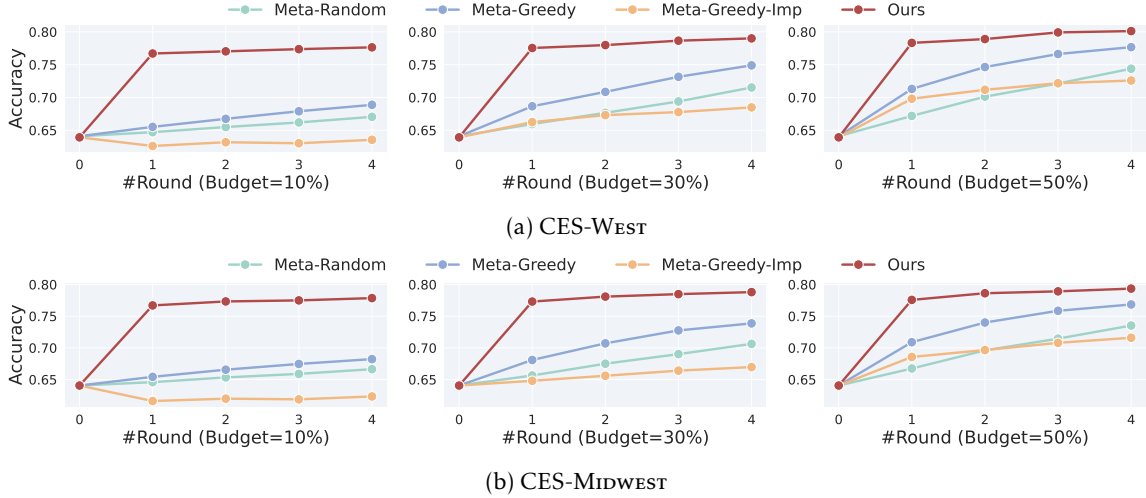 Meta-Random Meta-Greedy Meta-Greedy-Imp Ours
Accuracy
0.80 0.75 0.70 0.65
0 1 2 3 4
#Round (Budget=10%)
0.80 0.75 0.70 0.65
0 1 2 3 4
#Round (Budget=30%)
0.80 0.75 0.70 0.65
0 1 2 3 4
#Round (Budget=50%)
(a) CES-West
Meta-Random Meta-Greedy Meta-Greedy-Imp Ours
Accuracy
0.80 0.75 0.70 0.65
0 1 2 3 4
#Round (Budget=10%)
0.80 0.75 0.70 0.65
0 1 2 3 4
#Round (Budget=30%)
0.80 0.75 0.70 0.65
0 1 2 3 4
#Round (Budget=50%)
(b) CES-Midwest